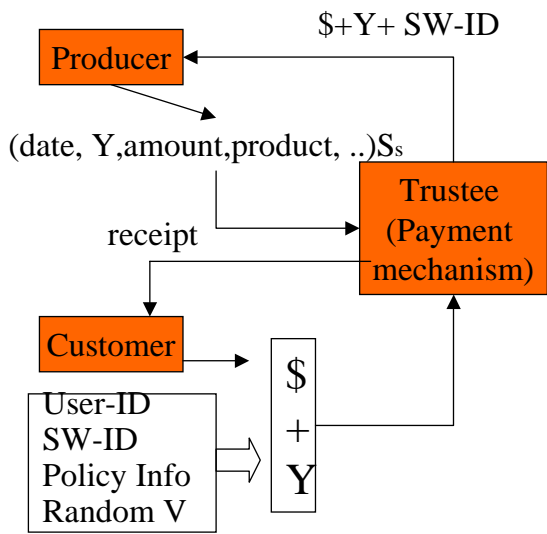 $+Y+ SW-ID
Producer
(date, Y,amount,product, ..)Ss
Trustee
(Payment
mechanism)
receipt
Customer
User-ID
SW-ID
Policy Info
Random V
$
+
Y